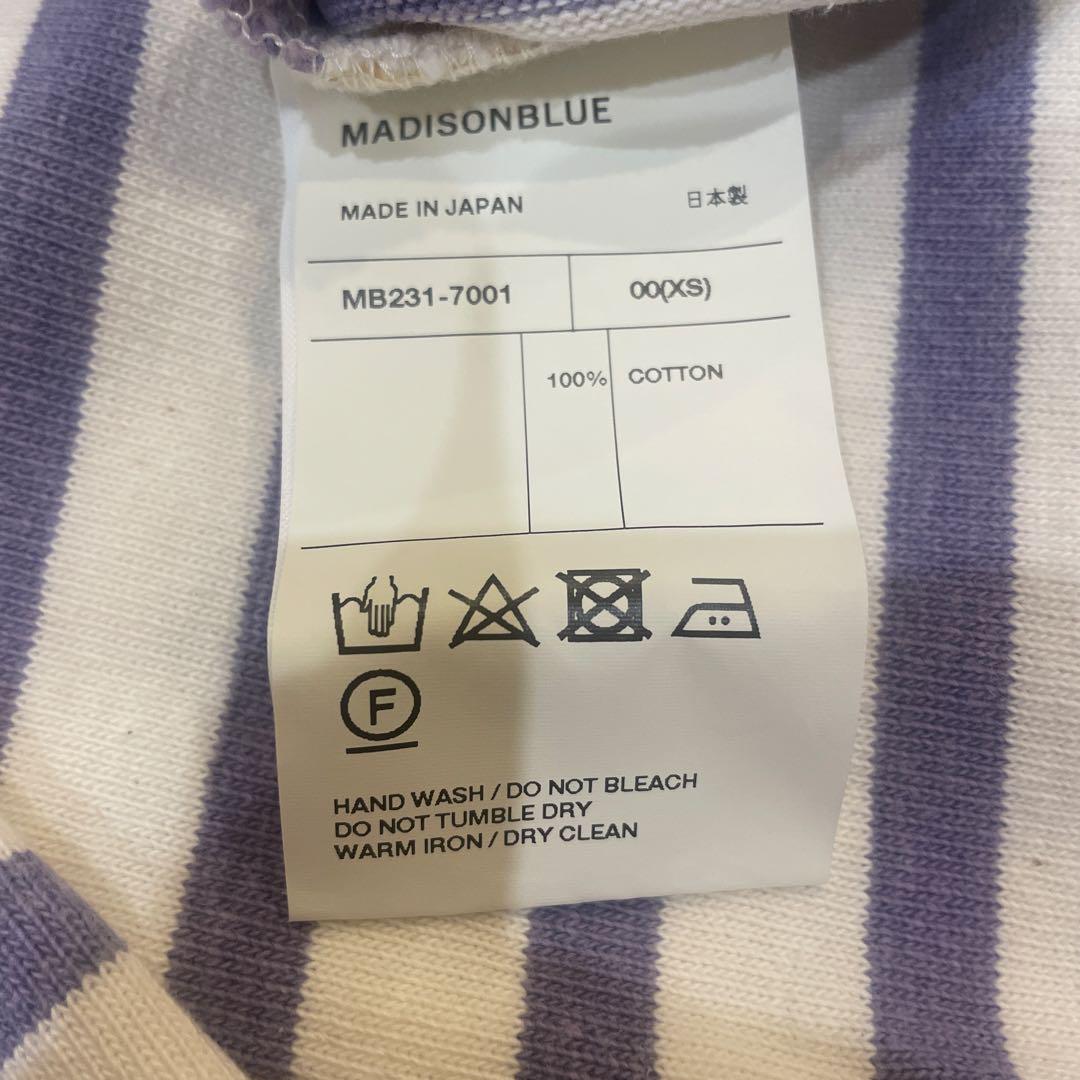 MADISONBLUE
MADE IN JAPAN 日本製
MB231-7001 00(XS)
100% COTTON
F
HAND WASH / DO NOT BLEACH
DO NOT TUMBLE DRY
WARM IRON / DRY CLEAN